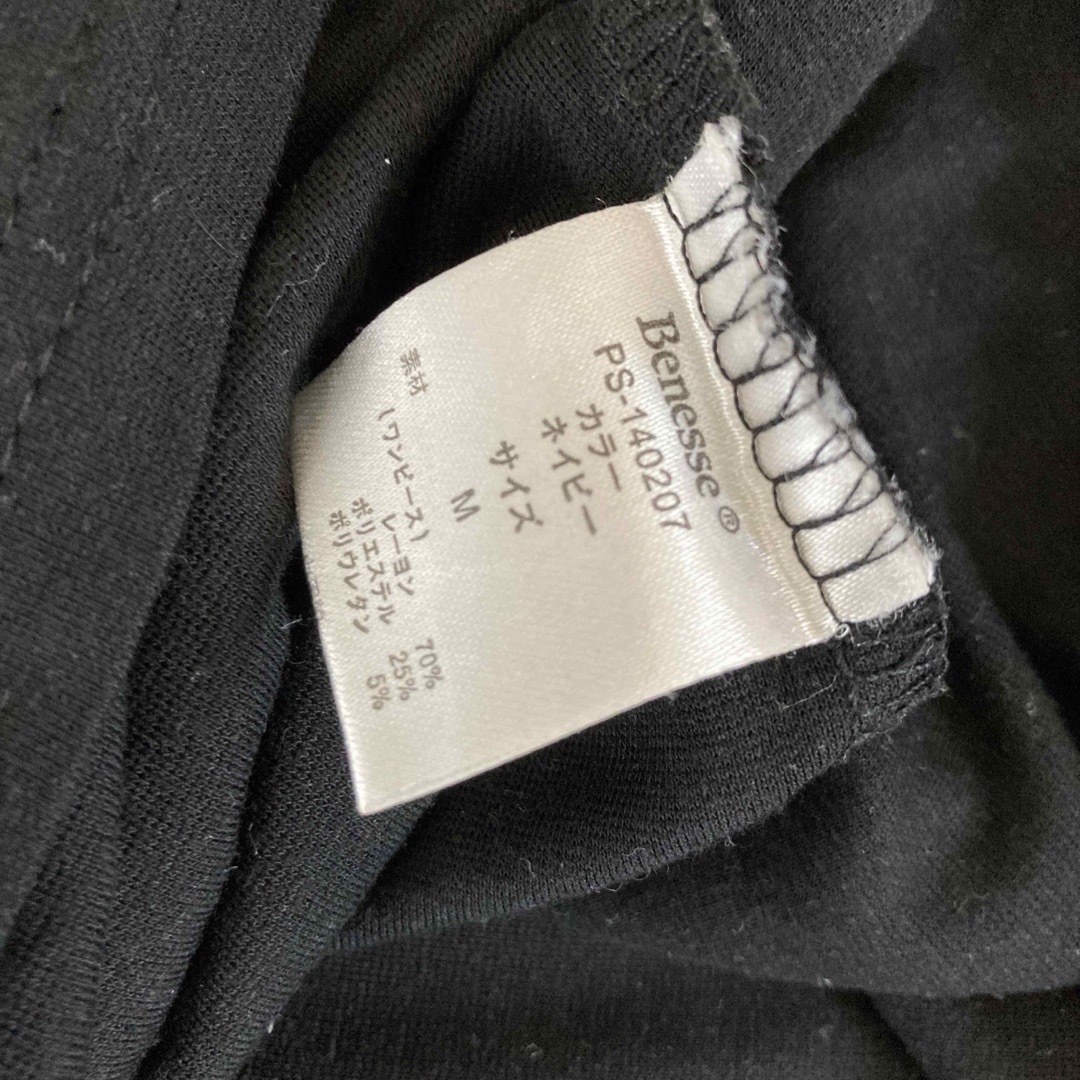 Benesse®
PS-140207
カラー
ネイビー
サイズ
M
素材
(ワンピース)
レーヨン 70%
ポリエステル 25%
ポリウレタン 5%